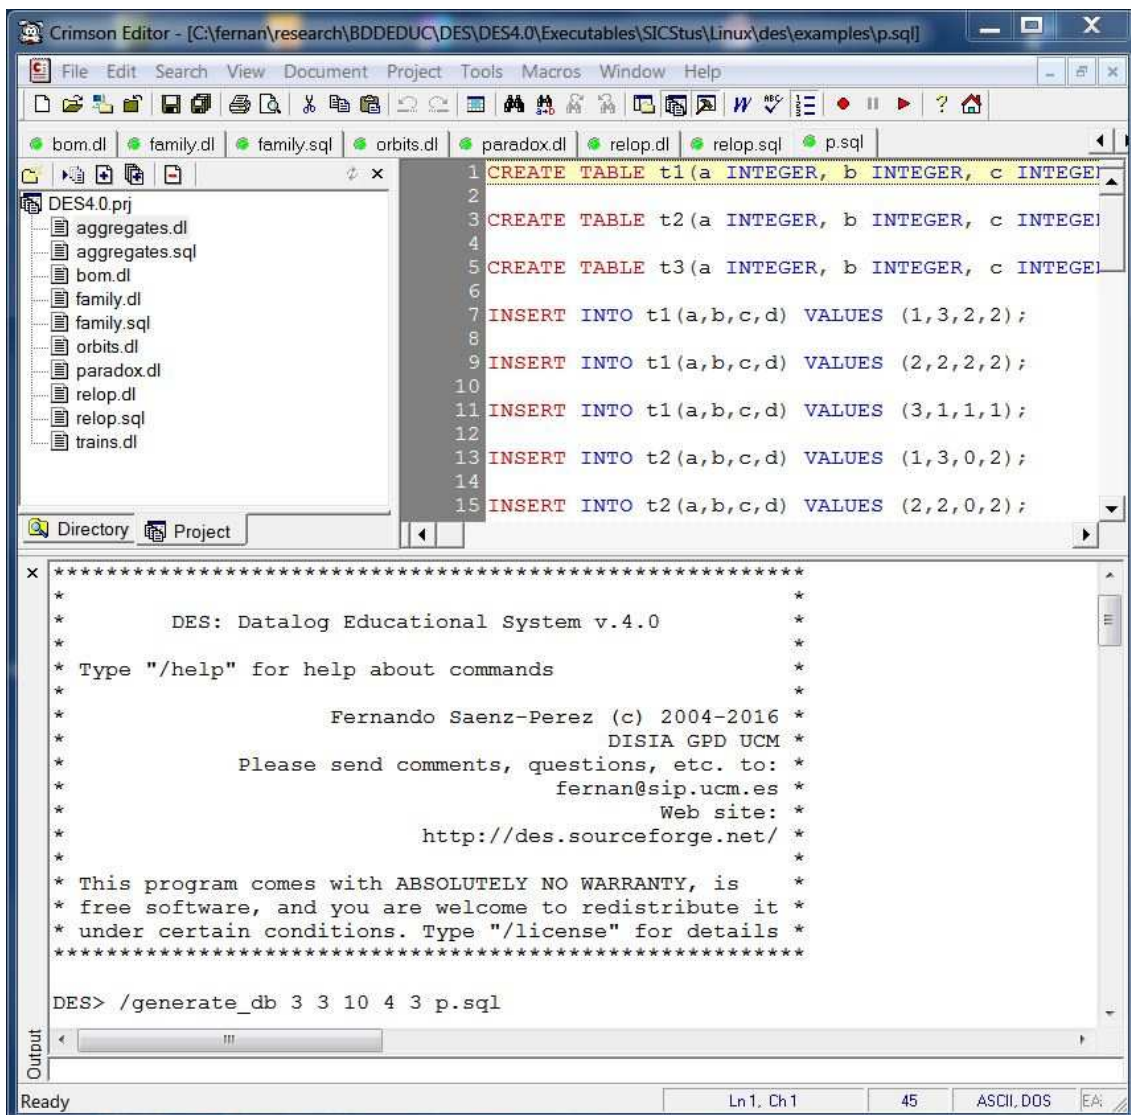 Crimson Editor - [C:\fernan\research\BDDEDUC\DES\DES4.0\Executables\SICStus\Linux\des\examples\p.sql]
File Edit Search View Document Project Tools Macros Window Help
bom.dl family.dl family.sql orbits.dl paradox.dl relop.dl relop.sql p.sql
DES4.0.prj
aggregates.dl
aggregates.sql
bom.dl
family.dl
family.sql
orbits.dl
paradox.dl
relop.dl
relop.sql
trains.dl
Directory Project
1 CREATE TABLE t1(a INTEGER, b INTEGER, c INTEGE
2
3 CREATE TABLE t2(a INTEGER, b INTEGER, c INTEGE
4
5 CREATE TABLE t3(a INTEGER, b INTEGER, c INTEGE
6
7 INSERT INTO t1(a,b,c,d) VALUES (1,3,2,2);
8
9 INSERT INTO t1(a,b,c,d) VALUES (2,2,2,2);
10
11 INSERT INTO t1(a,b,c,d) VALUES (3,1,1,1);
12
13 INSERT INTO t2(a,b,c,d) VALUES (1,3,0,2);
14
15 INSERT INTO t2(a,b,c,d) VALUES (2,2,0,2);
*********************************************************
* *
* DES: Datalog Educational System v.4.0 *
* *
* Type "/help" for help about commands *
* *
* Fernando Saenz-Perez (c) 2004-2016 *
* DISIA GPD UCM *
* Please send comments, questions, etc. to: *
* fernan@sip.ucm.es *
* Web site: *
* http://des.sourceforge.net/ *
* *
* This program comes with ABSOLUTELY NO WARRANTY, is *
* free software, and you are welcome to redistribute it *
* under certain conditions. Type "/license" for details *
*********************************************************
DES> /generate_db 3 3 10 4 3 p.sql
Output
Ready Ln 1, Ch 1 45 ASCII, DOS